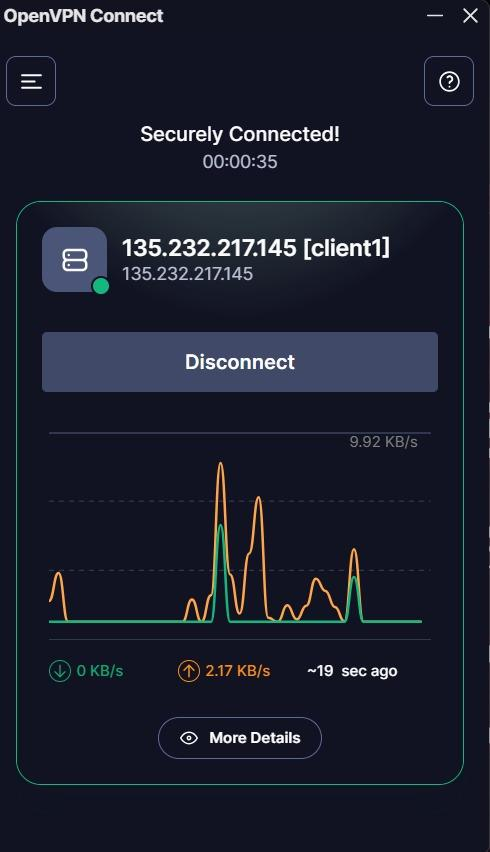 OpenVPN Connect
Securely Connected!
00:00:35
135.232.217.145 [client1]
135.232.217.145
Disconnect
9.92 KB/s
0 KB/s 2.17 KB/s ~19 sec ago
More Details